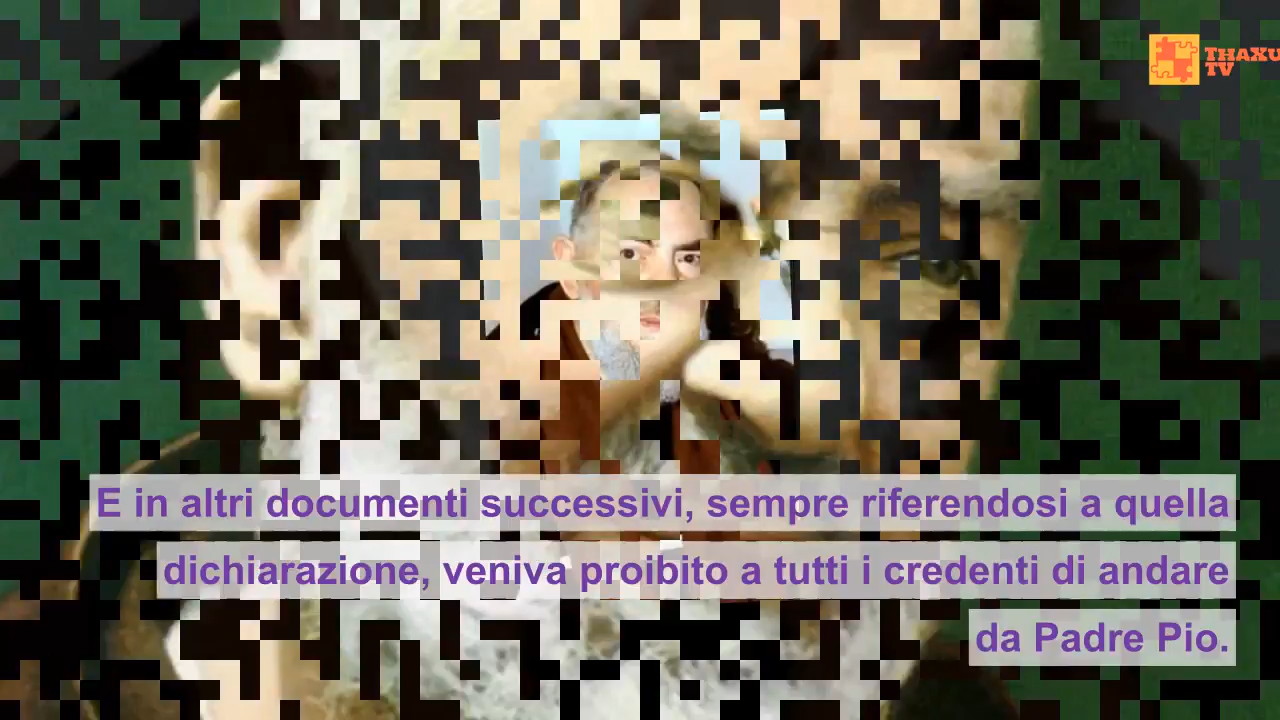 THAXU
TV
E in altri documenti successivi, sempre riferendosi a quella
dichiarazione, veniva proibito a tutti i credenti di andare
da Padre Pio.